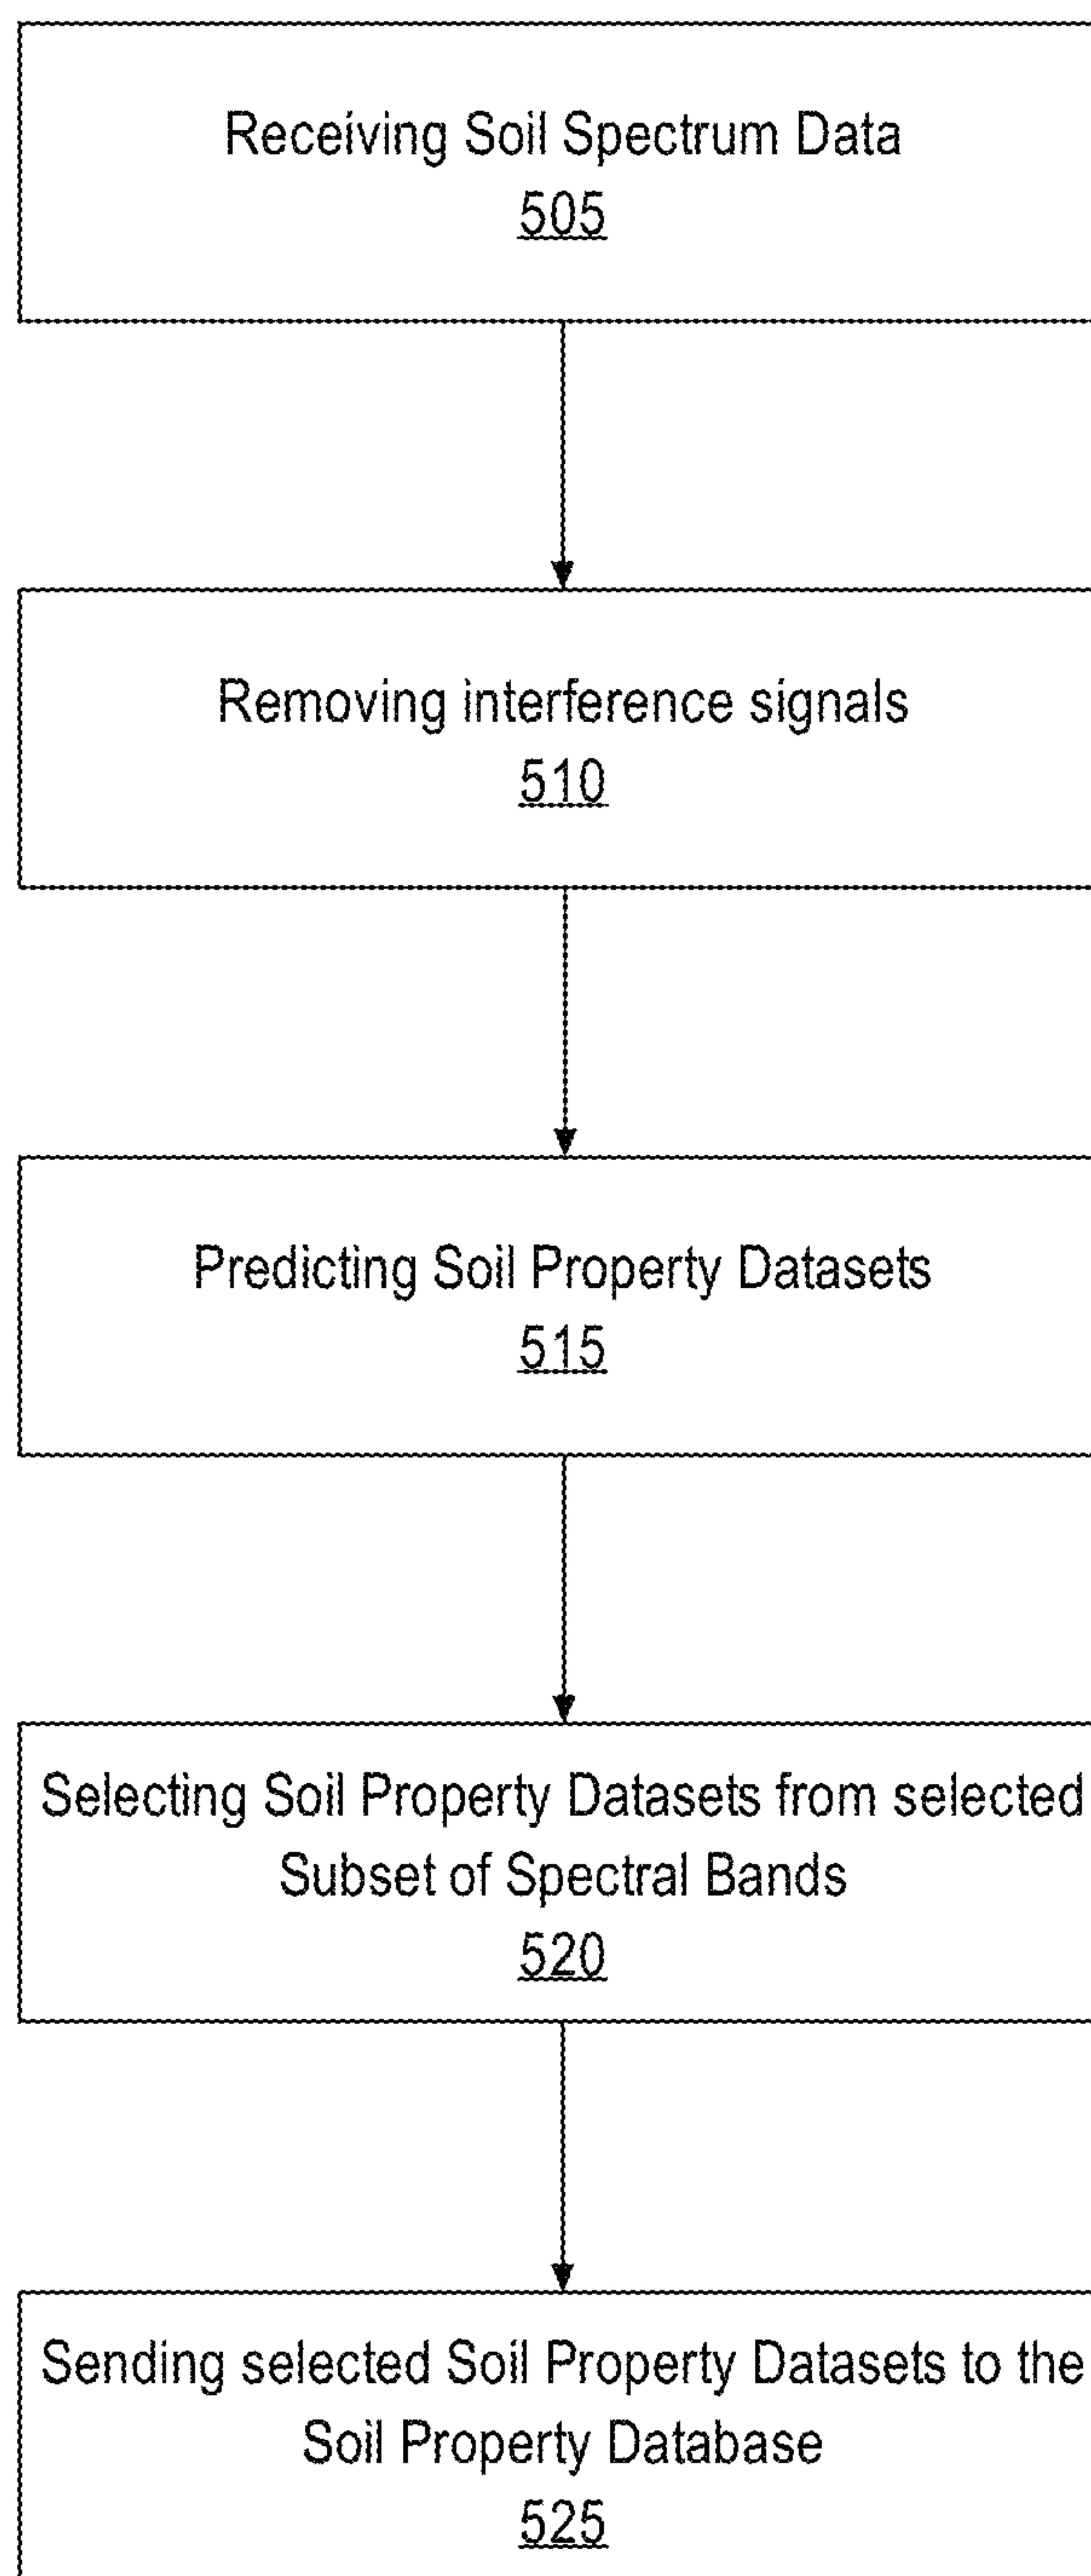 Receiving Soil Spectrum Data
505
Removing interference signals
510
Predicting Soil Property Datasets
515
Selecting Soil Property Datasets from selected
Subset of Spectral Bands
520
Sending selected Soil Property Datasets to the
Soil Property Database
525